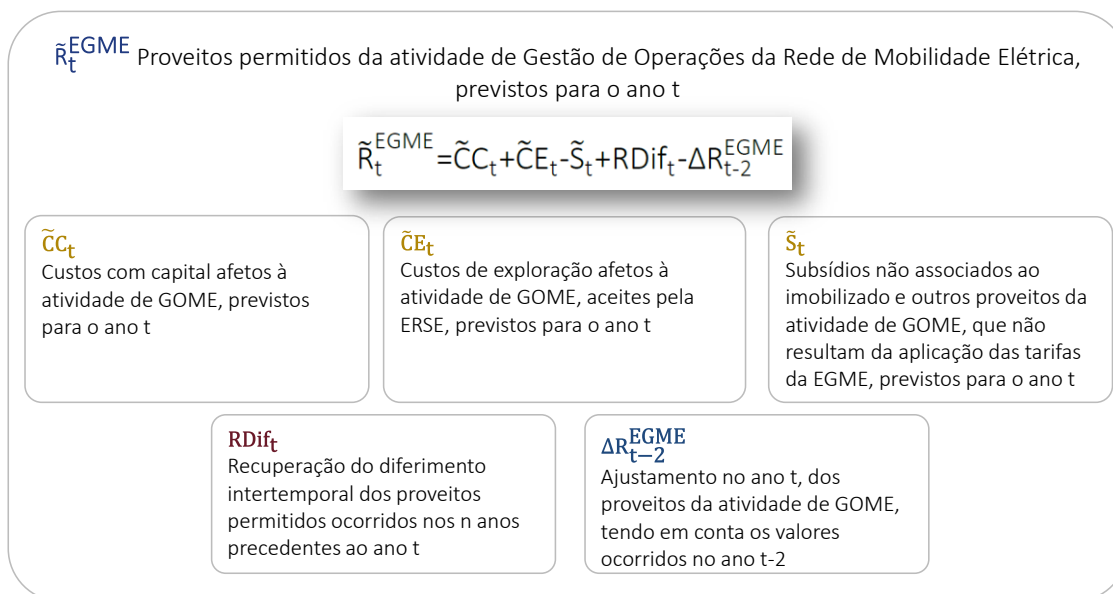 R̃ₜᴱᴳᴹᴱ Proveitos permitidos da atividade de Gestão de Operações da Rede de Mobilidade Elétrica,
previstos para o ano t
R̃ₜᴱᴳᴹᴱ=C̃Cₜ+C̃Eₜ-S̃ₜ+RDifₜ-ΔRₜ₋₂ᴱᴳᴹᴱ
C̃Cₜ
Custos com capital afetos à
atividade de GOME, previstos
para o ano t
C̃Eₜ
Custos de exploração afetos à
atividade de GOME, aceites pela
ERSE, previstos para o ano t
S̃ₜ
Subsídios não associados ao
imobilizado e outros proveitos da
atividade de GOME, que não
resultam da aplicação das tarifas
da EGME, previstos para o ano t
RDifₜ
Recuperação do diferimento
intertemporal dos proveitos
permitidos ocorridos nos n anos
precedentes ao ano t
ΔRₜ₋₂ᴱᴳᴹᴱ
Ajustamento no ano t, dos
proveitos da atividade de GOME,
tendo em conta os valores
ocorridos no ano t-2